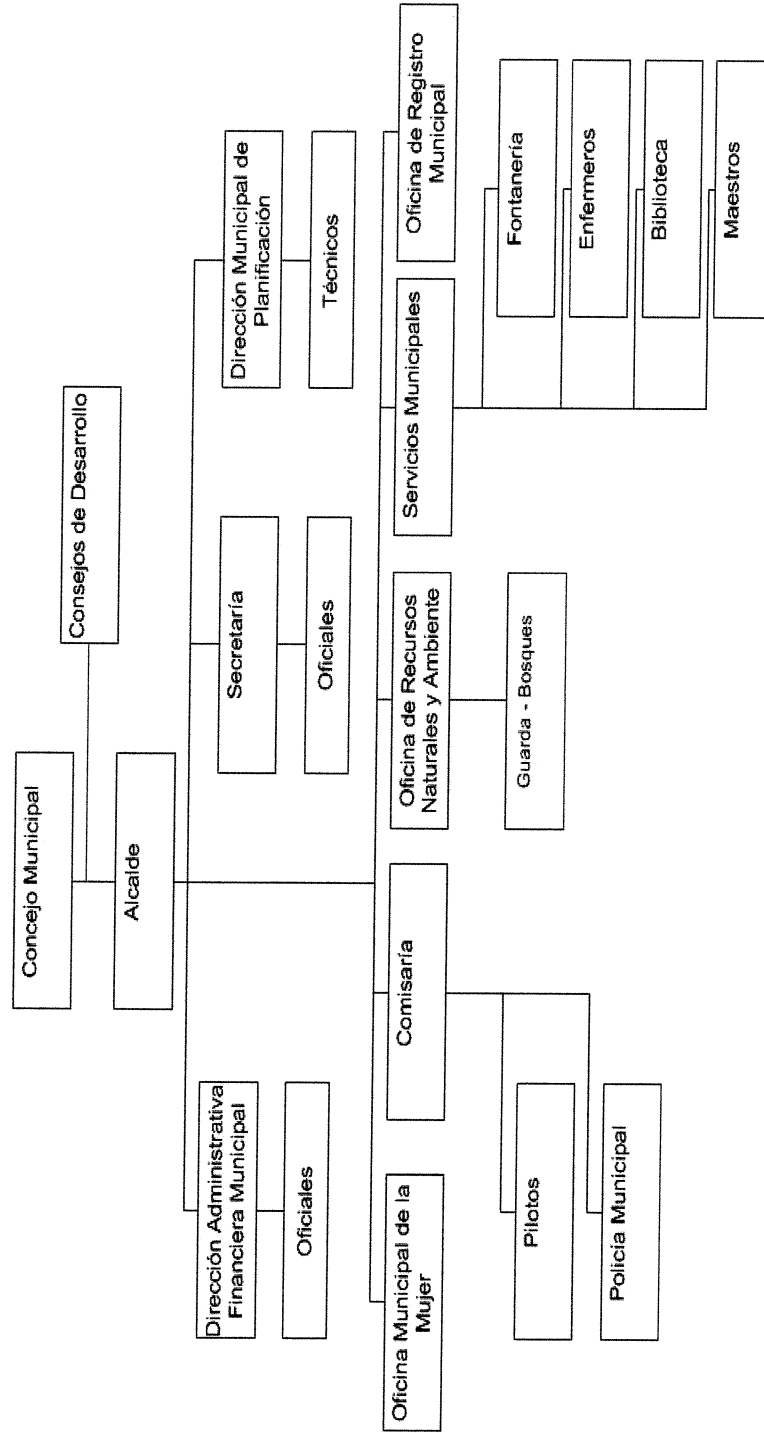 Concejo Municipal
Consejos de Desarrollo
Alcalde
Dirección Administrativa
Financiera Municipal
Secretaría
Dirección Municipal de
Planificación
Oficiales
Oficiales
Técnicos
Oficina Municipal de la
Mujer
Comisaría
Oficina de Recursos
Naturales y Ambiente
Servicios Municipales
Oficina de Registro
Municipal
Pilotos
Policía Municipal
Guarda - Bosques
Fontanería
Enfermeros
Biblioteca
Maestros